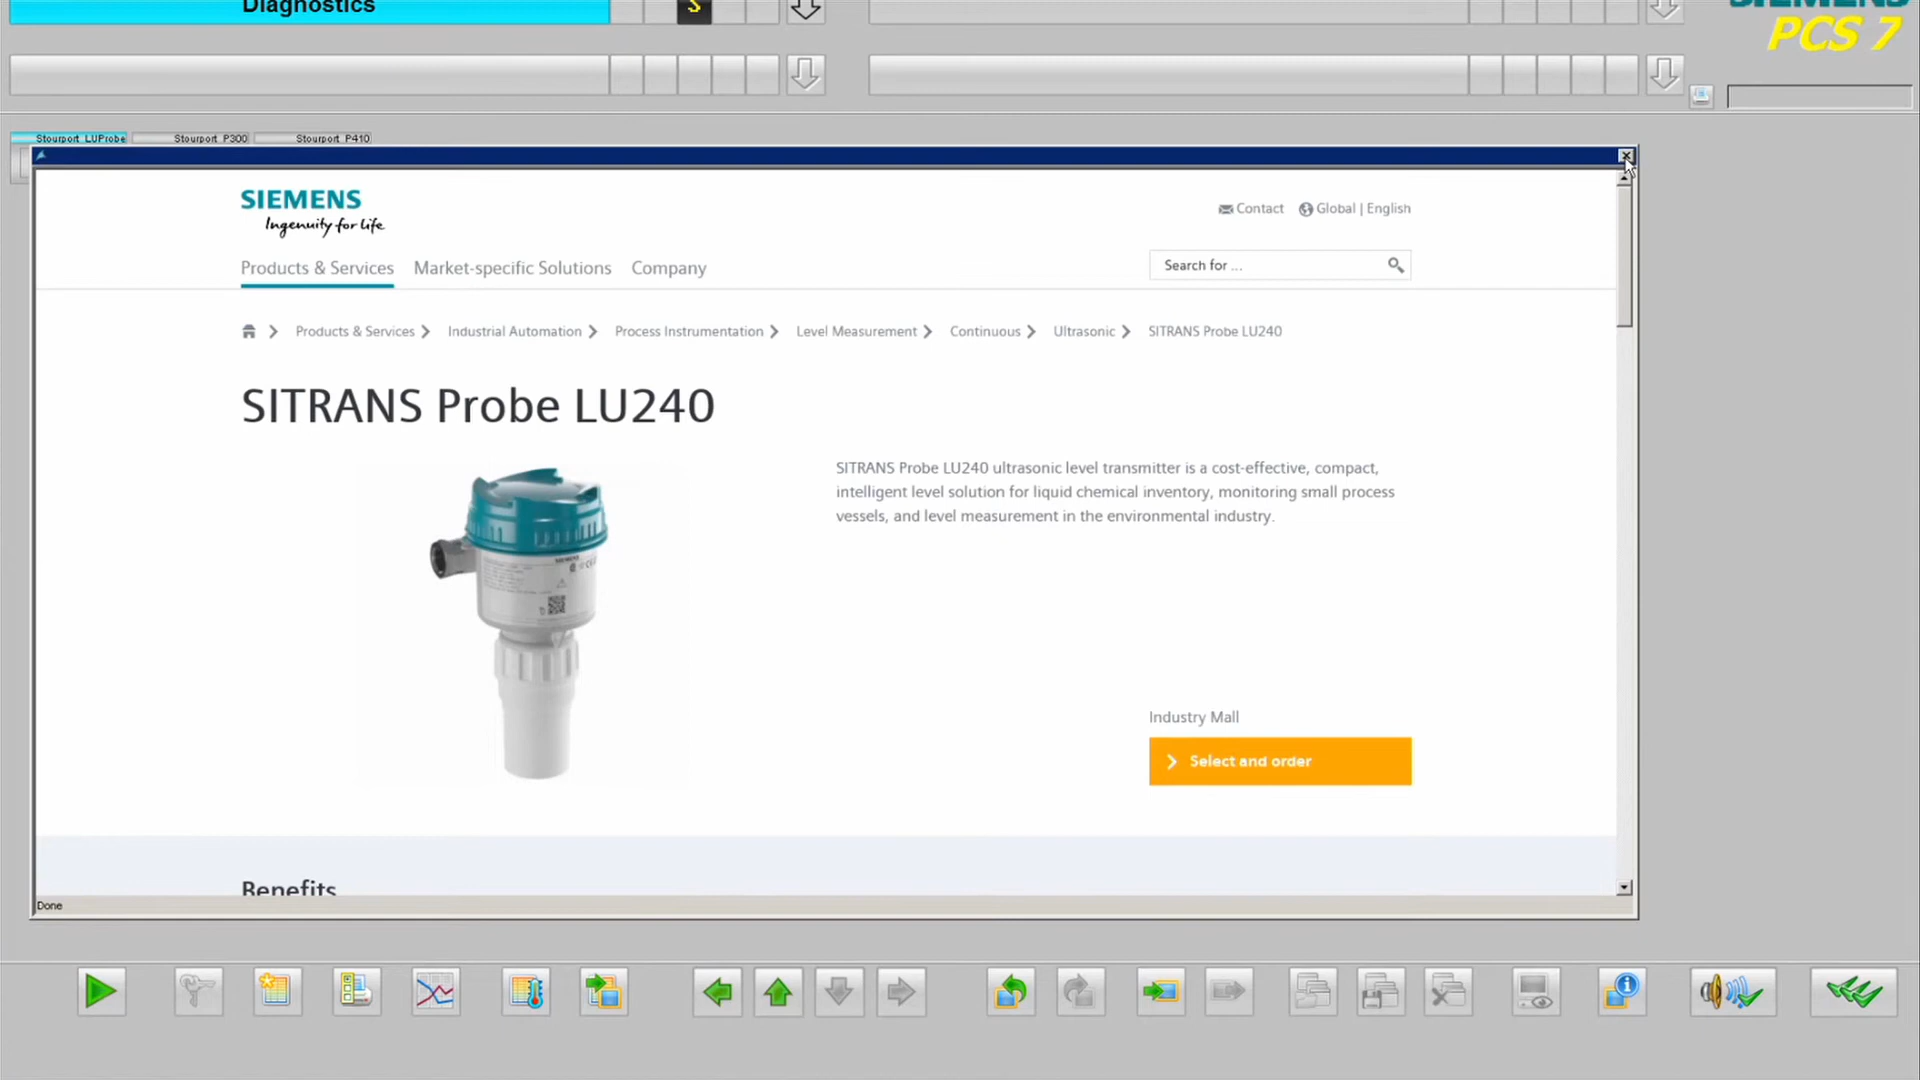 Diagnostics
S
SIEMENS
PCS 7
Stourport_LUProbe
Stourport_P300
Stourport_P410
SIEMENS
Ingenuity for life
Contact
Global | English
Products & Services
Market-specific Solutions
Company
Search for ...
Products & Services
Industrial Automation
Process Instrumentation
Level Measurement
Continuous
Ultrasonic
SITRANS Probe LU240
SITRANS Probe LU240
SITRANS Probe LU240 ultrasonic level transmitter is a cost-effective, compact,
intelligent level solution for liquid chemical inventory, monitoring small process
vessels, and level measurement in the environmental industry.
SIEMENS
Industry Mall
Select and order
Benefits
Done